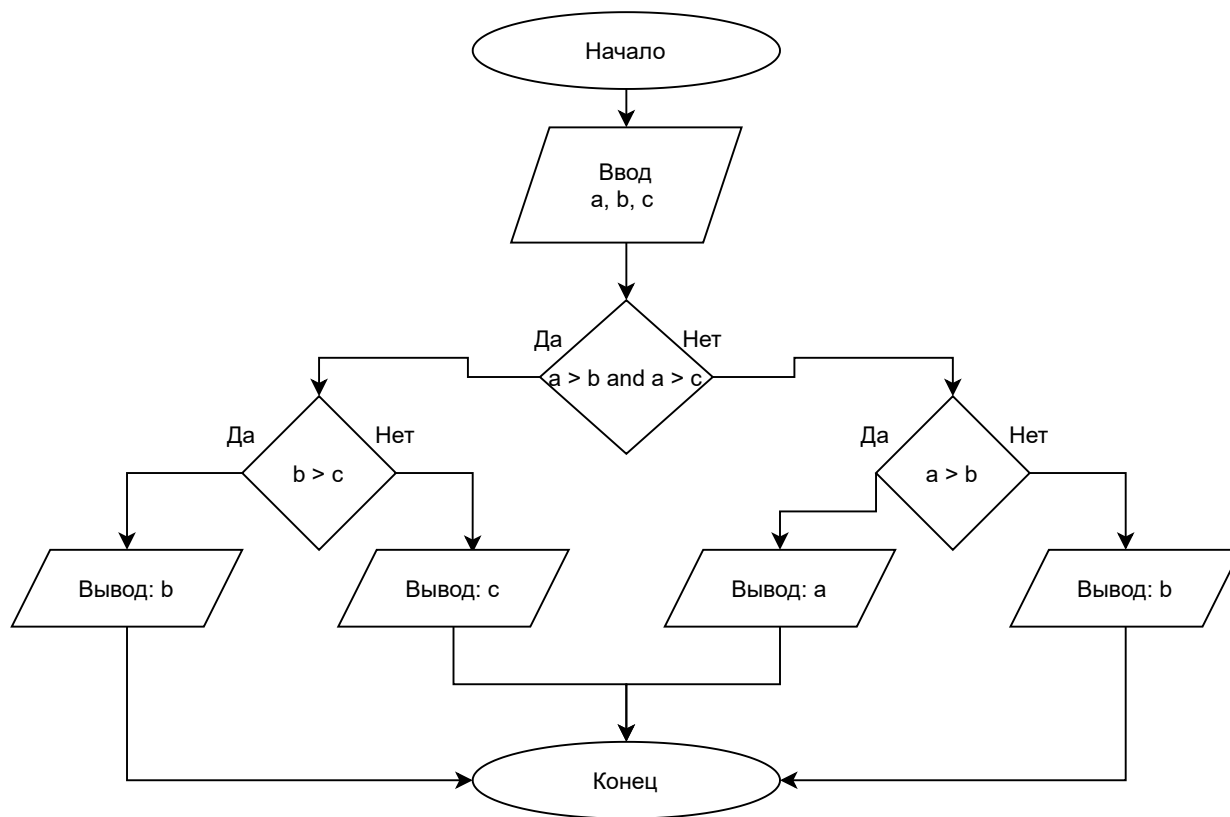 Начало
Ввод
a, b, c
Да
Нет
a > b and a > c
Да
Нет
Да
Нет
b > c
a > b
Вывод: b
Вывод: c
Вывод: a
Вывод: b
Конец